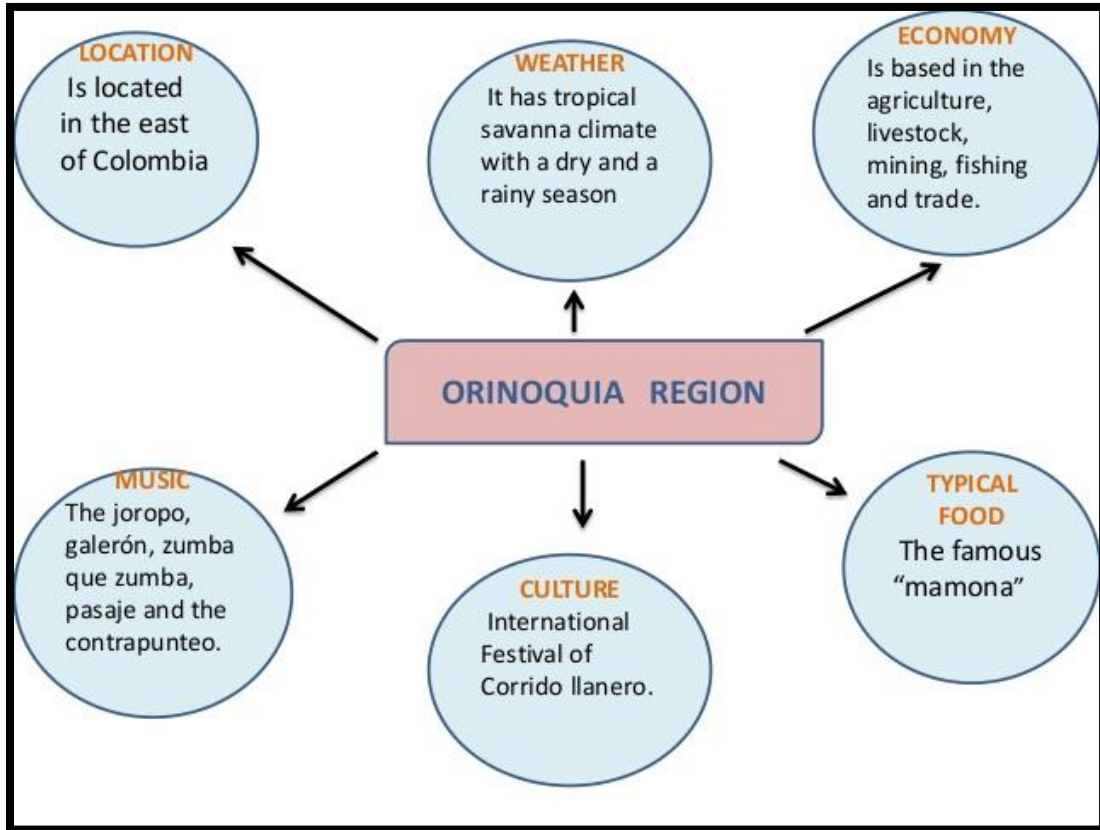 LOCATION
Is located
in the east
of Colombia
WEATHER
It has tropical
savanna climate
with a dry and a
rainy season
ECONOMY
Is based in the
agriculture,
livestock,
mining, fishing
and trade.
ORINOQUIA REGION
MUSIC
The joropo,
galerón, zumba
que zumba,
pasaje and the
contrapunteo.
CULTURE
International
Festival of
Corrido llanero.
TYPICAL
FOOD
The famous
“mamona”